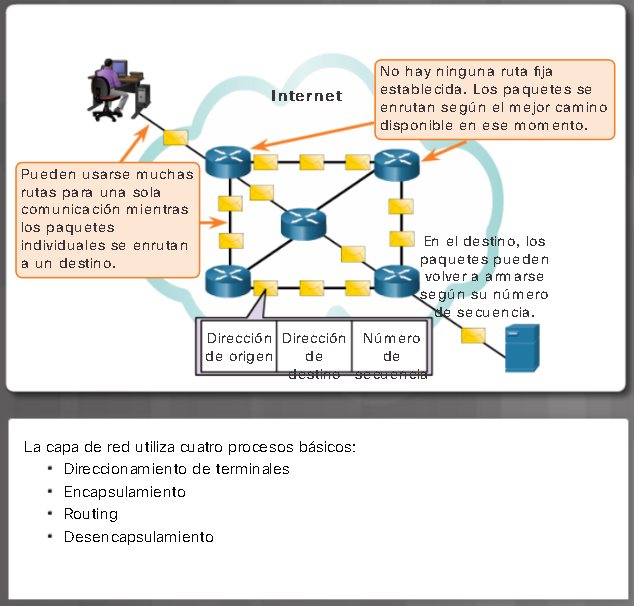 Internet
No hay ninguna ruta fija
establecida. Los paquetes se
enrutan según el mejor camino
disponible en ese momento.
Pueden usarse muchas
rutas para una sola
comunicación mientras
los paquetes
individuales se enrutan
a un destino.
En el destino, los
paquetes pueden
volver a armarse
según su número
de secuencia.
Dirección
de origen
Dirección
de
destino
Número
de
secuencia
La capa de red utiliza cuatro procesos básicos:
• Direccionamiento de terminales
• Encapsulamiento
• Routing
• Desencapsulamiento